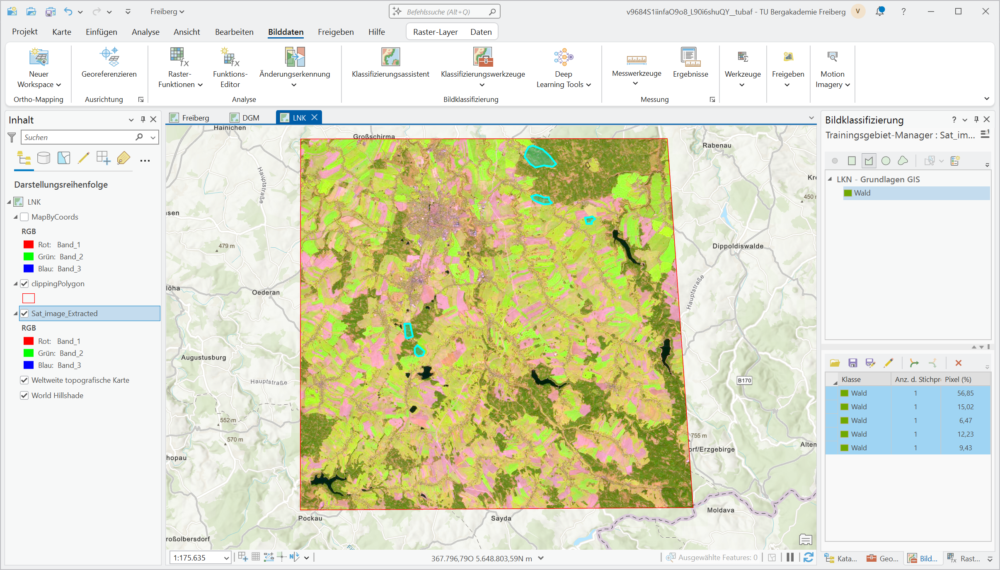 Freiberg
Befehlssuche (Alt+Q)
v9684S1iinfaO9o8_L90i6shuQY__tubaf - TU Bergakademie Freiberg
V
?
Projekt Karte Einfügen Analyse Ansicht Bearbeiten Bilddaten Freigeben Hilfe Raster-Layer Daten
Neuer Workspace
Ortho-Mapping
Georeferenzieren
Ausrichtung
Raster-Funktionen
Funktions-Editor
Änderungserkennung
Analyse
Klassifizierungsassistent
Klassifizierungswerkzeuge
Deep Learning Tools
Bildklassifizierung
Messwerkzeuge
Ergebnisse
Messung
Werkzeuge
Freigeben
Motion Imagery
Inhalt
Suchen
Darstellungsreihenfolge
LNK
MapByCoords
RGB
Rot: Band_1
Grün: Band_2
Blau: Band_3
clippingPolygon
Sat_image_Extracted
RGB
Rot: Band_1
Grün: Band_2
Blau: Band_3
Weltweite topografische Karte
World Hillshade
Freiberg
DGM
LNK
Hainichen
Großschirma
Rabenau
Hauptstraße
Kre
450
isen
479 m
Dippoldiswalde
löha
Oederan
Hauptstraße
Augustusburg
Hauptstraße
B170
552 m
570 m
755 m
orf/Erzgebirge
Alten
hopau
Pockau
Sayda
Moldava
roßolbersdorf
Flö
1:175.635
367.796,79O 5.648.803,59N m
Ausgewählte Features: 0
Bildklassifizierung
?
Trainingsgebiet-Manager : Sat_im...
1
LKN - Grundlagen GIS
Wald
Klasse Anz. d. Stichpr Pixel (%)
Wald 1 56,85
Wald 1 15,02
Wald 1 6,47
Wald 1 12,23
Wald 1 9,43
Kata... Geo... Bild... Rast...